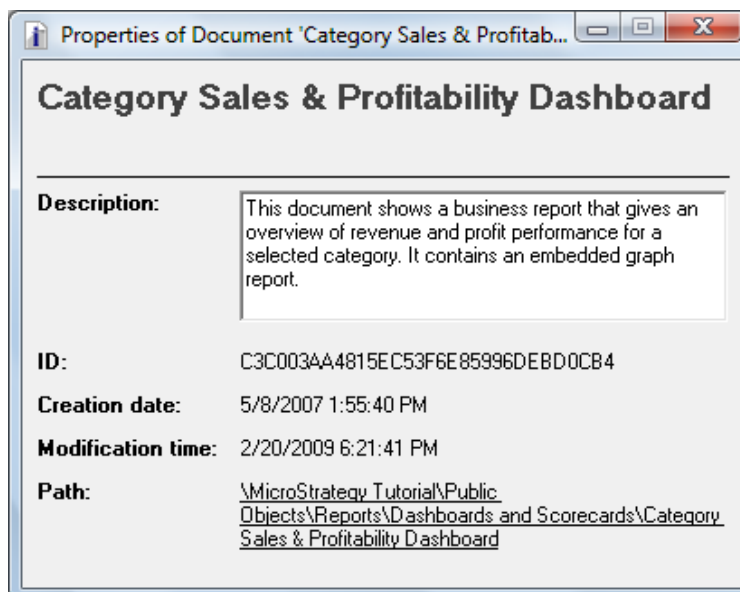 Properties of Document 'Category Sales & Profitab...
Category Sales & Profitability Dashboard
Description:
This document shows a business report that gives an
overview of revenue and profit performance for a
selected category. It contains an embedded graph
report.
ID:
C3C003AA4815EC53F6E85996DEBD0CB4
Creation date:
5/8/2007 1:55:40 PM
Modification time:
2/20/2009 6:21:41 PM
Path:
\MicroStrategy Tutorial\Public
Objects\Reports\Dashboards and Scorecards\Category
Sales & Profitability Dashboard